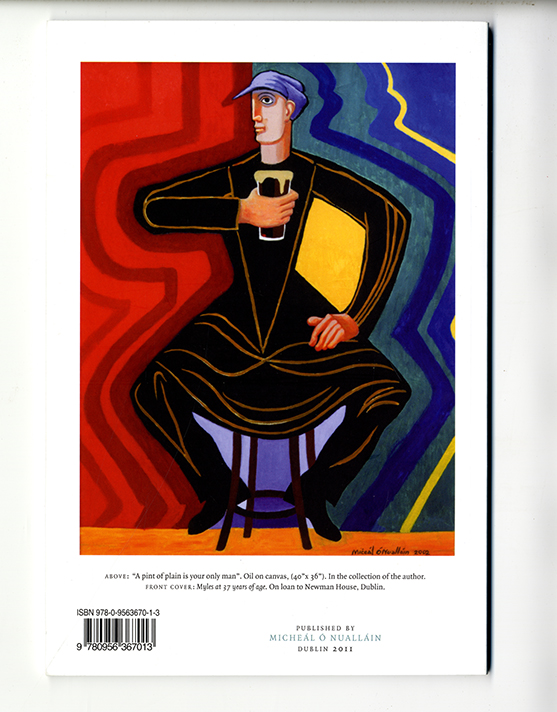 Micheál ÓNualláin 2002
ABOVE: "A pint of plain is your only man". Oil on canvas, (40"x 36"). In the collection of the author.
FRONT COVER: Myles at 37 years of age. On loan to Newman House, Dublin.
ISBN 978-0-9563670-1-3
9 780956 367013
PUBLISHED BY
MICHEÁL Ó NUALLÁIN
DUBLIN 2011